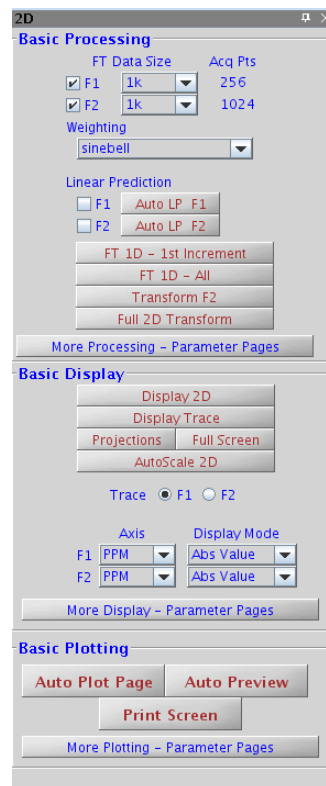 2D
Basic Processing
FT Data Size Acq Pts
F1 1k 256
F2 1k 1024
Weighting
sinebell
Linear Prediction
F1 Auto LP F1
F2 Auto LP F2
FT 1D - 1st Increment
FT 1D - All
Transform F2
Full 2D Transform
More Processing - Parameter Pages
Basic Display
Display 2D
Display Trace
Projections Full Screen
AutoScale 2D
Trace F1 F2
Axis Display Mode
F1 PPM Abs Value
F2 PPM Abs Value
More Display - Parameter Pages
Basic Plotting
Auto Plot Page Auto Preview
Print Screen
More Plotting - Parameter Pages